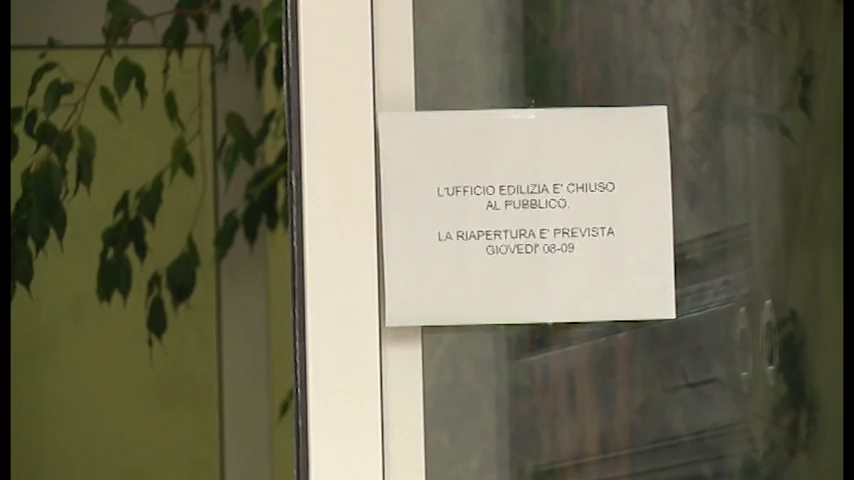 L'UFFICIO EDILIZIA E' CHIUSO
AL PUBBLICO.
LA RIAPERTURA E' PREVISTA
GIOVEDI' 08-09